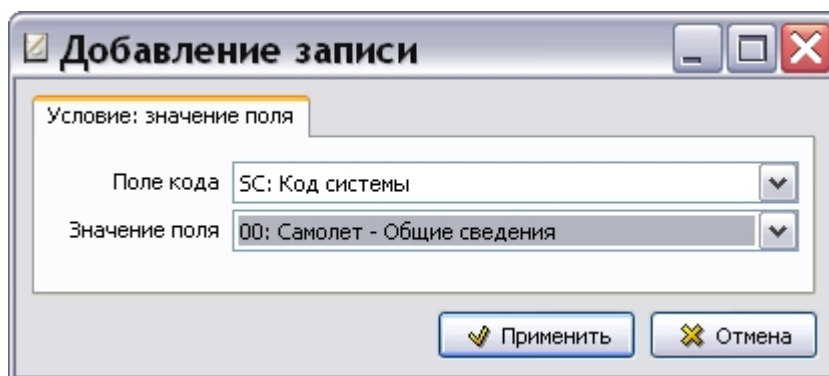 Добавление записи
Условие: значение поля
Поле кода SC: Код системы
Значение поля 00: Самолет - Общие сведения
Применить Отмена